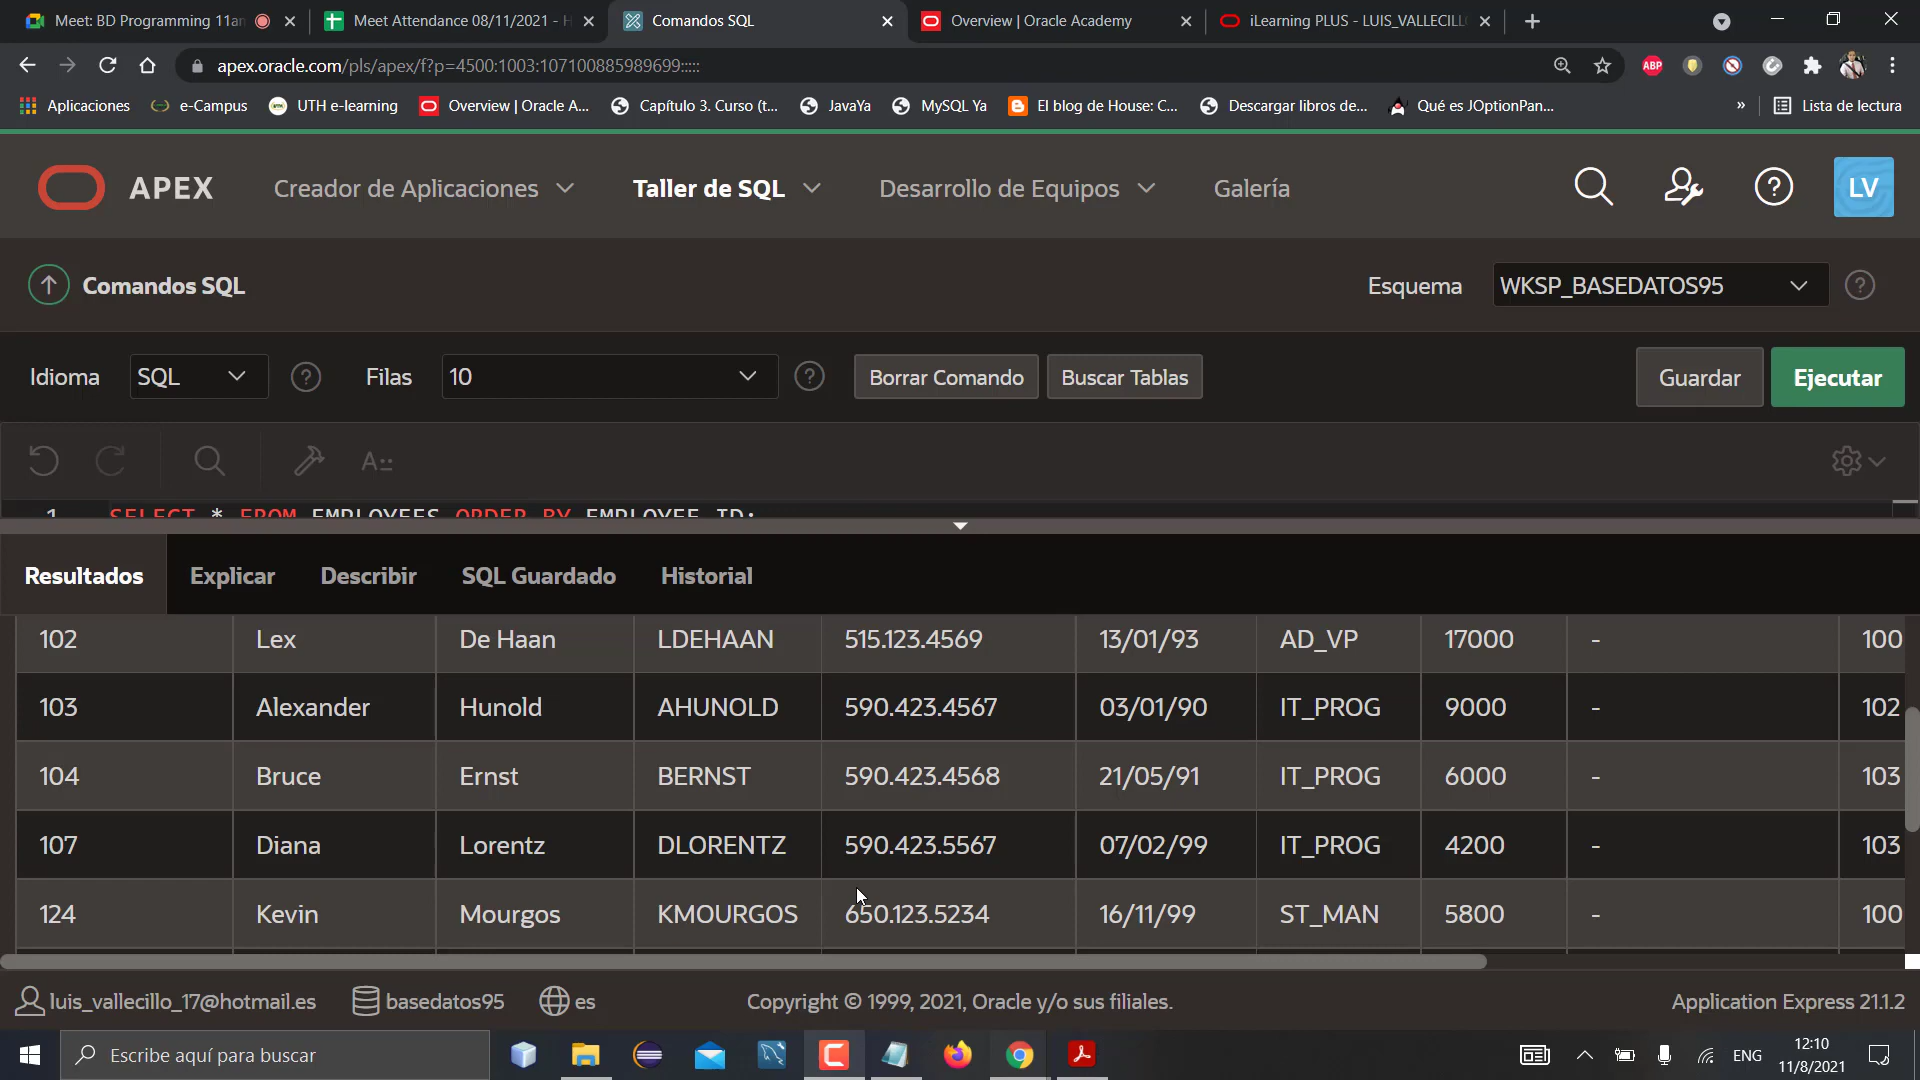 Meet: BD Programming 11ar
Meet Attendance 08/11/2021 - H
Comandos SQL
Overview | Oracle Academy
iLearning PLUS - LUIS_VALLECILL
apex.oracle.com/pls/apex/f?p=4500:1003:107100885989699:::::
ABP
Aplicaciones
e-Campus
UTH e-learning
Overview | Oracle A...
Capítulo 3. Curso (t...
JavaYa
MySQL Ya
El blog de House: C...
Descargar libros de...
Qué es JOptionPan...
»
Lista de lectura
APEX
Creador de Aplicaciones
Taller de SQL
Desarrollo de Equipos
Galería
LV
Comandos SQL
Esquema
WKSP_BASEDATOS95
Idioma
SQL
Filas
10
Borrar Comando
Buscar Tablas
Guardar
Ejecutar
1 SELECT * FROM EMPLOYEES ORDER BY EMPLOYEE_ID;
Resultados
Explicar
Describir
SQL Guardado
Historial
102 Lex De Haan LDEHAAN 515.123.4569 13/01/93 AD_VP 17000 - 100
103 Alexander Hunold AHUNOLD 590.423.4567 03/01/90 IT_PROG 9000 - 102
104 Bruce Ernst BERNST 590.423.4568 21/05/91 IT_PROG 6000 - 103
107 Diana Lorentz DLORENTZ 590.423.5567 07/02/99 IT_PROG 4200 - 103
124 Kevin Mourgos KMOURGOS 650.123.5234 16/11/99 ST_MAN 5800 - 100
luis_vallecillo_17@hotmail.es
basedatos95
es
Copyright © 1999, 2021, Oracle y/o sus filiales.
Application Express 21.1.2
Escribe aquí para buscar
ENG
12:10
11/8/2021